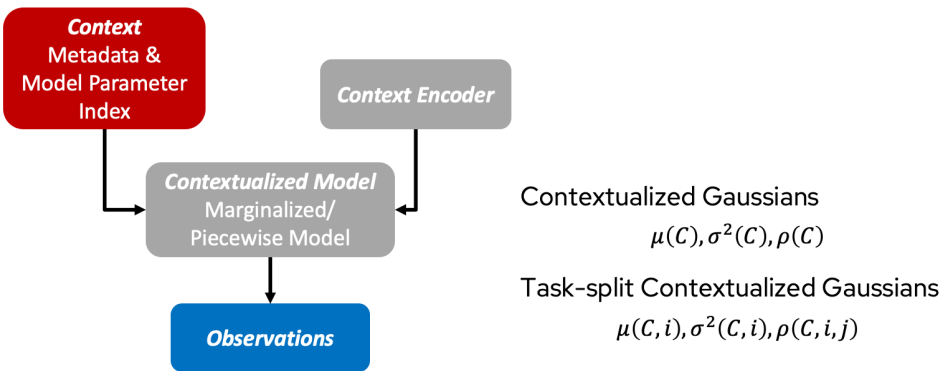 Context
Metadata &
Model Parameter
Index
Context Encoder
Contextualized Model
Marginalized/
Piecewise Model
Observations
Contextualized Gaussians
μ(C), σ²(C), ρ(C)
Task-split Contextualized Gaussians
μ(C, i), σ²(C, i), ρ(C, i, j)